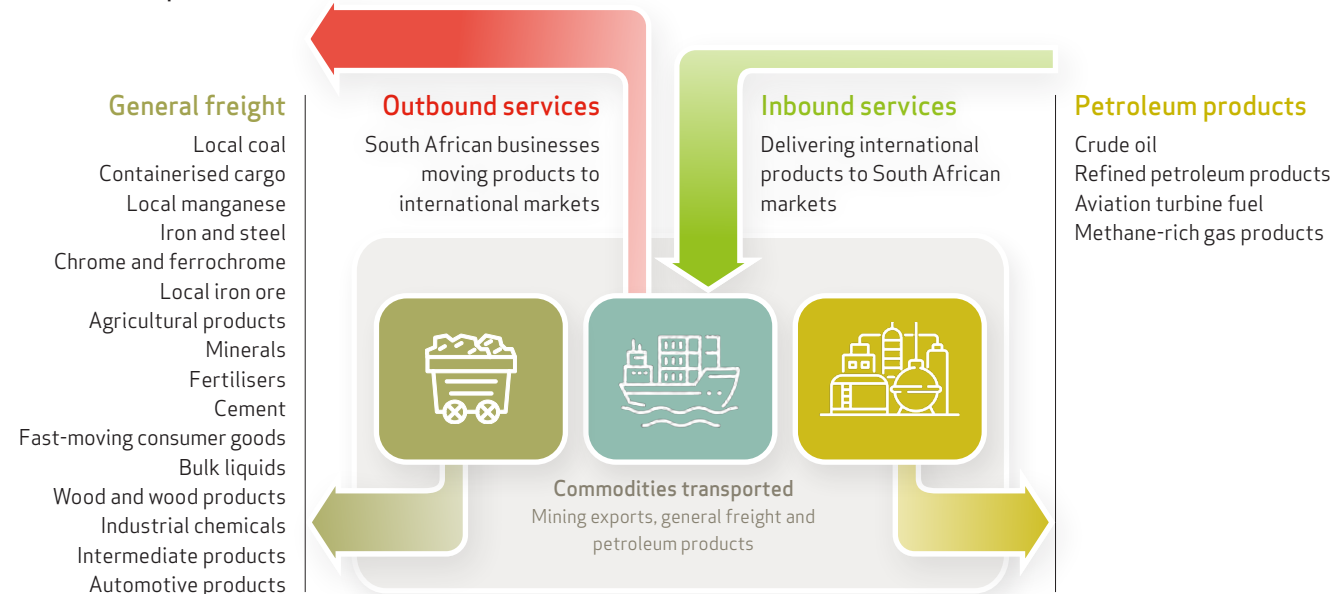 General freight
Local coal
Containerised cargo
Local manganese
Iron and steel
Chrome and ferrochrome
Local iron ore
Agricultural products
Minerals
Fertilisers
Cement
Fast-moving consumer goods
Bulk liquids
Wood and wood products
Industrial chemicals
Intermediate products
Automotive products
Outbound services
South African businesses
moving products to
international markets
Inbound services
Delivering international
products to South African
markets
Petroleum products
Crude oil
Refined petroleum products
Aviation turbine fuel
Methane-rich gas products
Commodities transported
Mining exports, general freight and
petroleum products